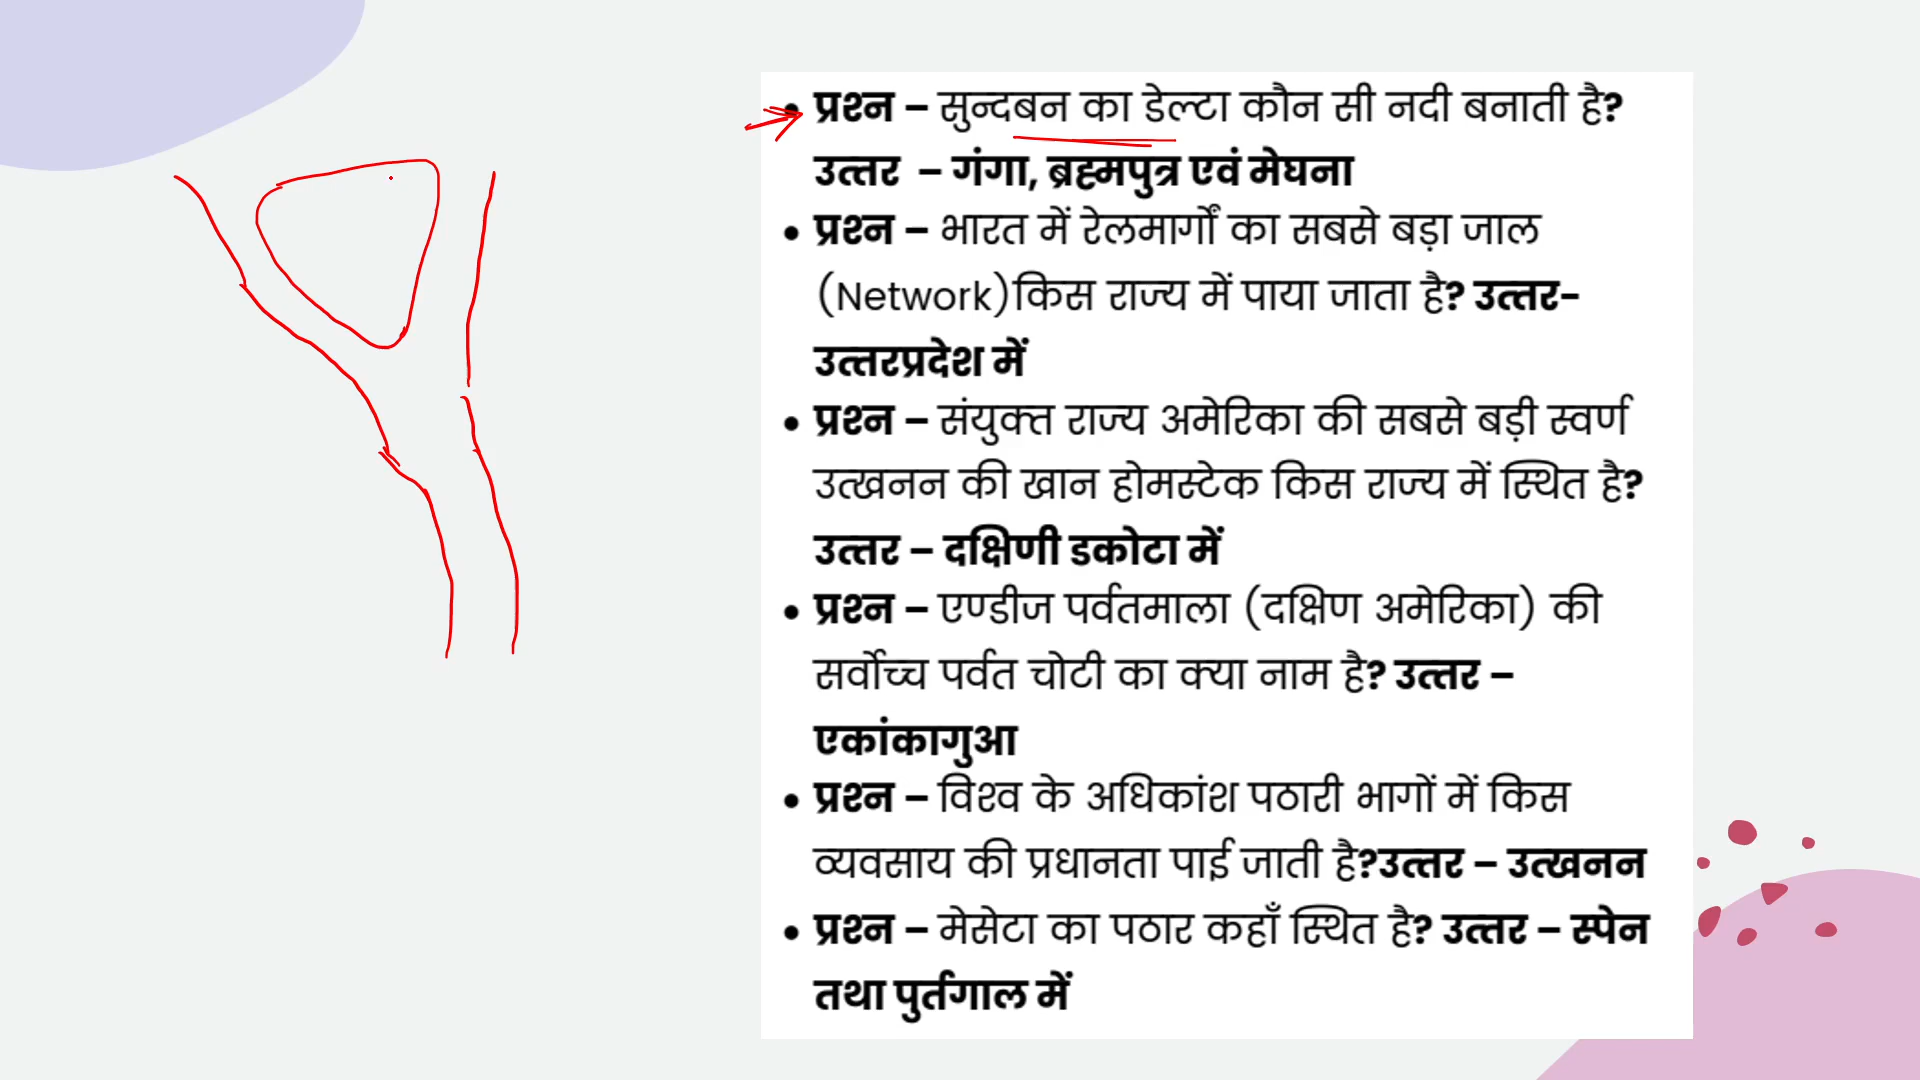 • प्रश्न – सुन्दबन का डेल्टा कौन सी नदी बनाती है?
उत्तर – गंगा, ब्रह्मपुत्र एवं मेघना
• प्रश्न – भारत में रेलमार्गों का सबसे बड़ा जाल
(Network)किस राज्य में पाया जाता है? उत्तर-
उत्तरप्रदेश में
• प्रश्न – संयुक्त राज्य अमेरिका की सबसे बड़ी स्वर्ण
उत्खनन की खान होमस्टेक किस राज्य में स्थित है?
उत्तर – दक्षिणी डकोटा में
• प्रश्न – एण्डीज पर्वतमाला (दक्षिण अमेरिका) की
सर्वोच्च पर्वत चोटी का क्या नाम है? उत्तर –
एकांकागुआ
• प्रश्न – विश्व के अधिकांश पठारी भागों में किस
व्यवसाय की प्रधानता पाई जाती है?उत्तर – उत्खनन
• प्रश्न – मेसेटा का पठार कहाँ स्थित है? उत्तर – स्पेन
तथा पुर्तगाल में